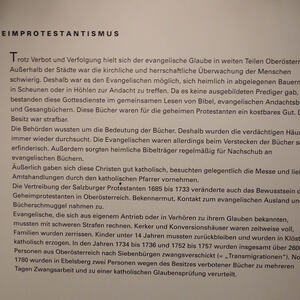 EIMPROTESTANTISMUS
Trotz Verbot und Verfolgung hielt sich der evangelische Glaube in weiten Teilen Oberöster
Außerhalb der Städte war die kirchliche und herrschaftliche Überwachung der Menschen
schwierig. Deshalb war es den Evangelischen möglich, sich heimlich in abgelegenen Bauern
in Scheunen oder in Höhlen zur Andacht zu treffen. Da es keine ausgebildeten Prediger gab,
bestanden diese Gottesdienste im gemeinsamen Lesen von Bibel, evangelischen Andachtsb
und Gesangbüchern. Diese Bücher waren für die geheimen Protestanten ein kostbares Gut. D
Besitz war strafbar.
Die Behörden wussten um die Bedeutung der Bücher. Deshalb wurden die verdächtigen Häu
immer wieder durchsucht. Die Evangelischen waren allerdings beim Verstecken der Bücher s
erfinderisch. Außerdem sorgten heimliche Bibelträger regelmäßig für Nachschub an
evangelischen Büchern.
Äußerlich gaben sich diese Christen gut katholisch, besuchten gelegentlich die Messe und lie
Amtshandlungen durch den katholischen Pfarrer vornehmen.
Die Vertreibung der Salzburger Protestanten 1685 bis 1733 veränderte auch das Bewusstsein d
Geheimprotestanten in Oberösterreich. Bekennermut, Kontakt zum evangelischen Ausland un
Bücherschmuggel nahmen zu.
Evangelische, die sich aus eigenem Antrieb oder in Verhören zu ihrem Glauben bekannten,
mussten mit schweren Strafen rechnen. Kerker und Konversionshäuser waren zeitweise voll,
Familien wurden zerrissen. Kinder unter 14 Jahren mussten zurückbleiben und wurden in Klöst
katholisch erzogen. In den Jahren 1734 bis 1736 und 1752 bis 1757 wurden insgesamt über 260
Personen aus Oberösterreich nach Siebenbürgen zwangsverschickt (= „Transmigrationen"). No
1780 wurden in Ebelsberg zwei Personen wegen des Besitzes verbotener Bücher zu mehreren
Tagen Zwangsarbeit und zu einer katholischen Glaubensprüfung verurteilt.